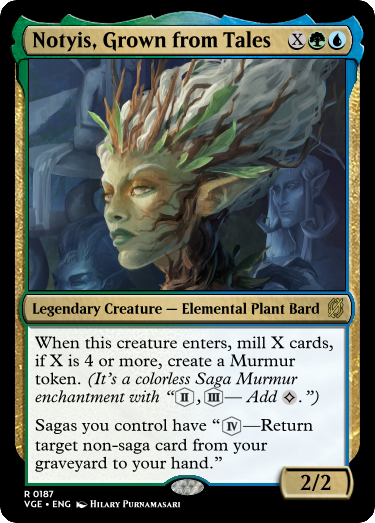 Notyis, Grown from Tales X
Legendary Creature — Elemental Plant Bard
When this creature enters, mill X cards,
if X is 4 or more, create a Murmur
token. (It's a colorless Saga Murmur
enchantment with “II, III— Add .”)
Sagas you control have “IV—Return
target non-saga card from your
graveyard to your hand.”
2/2
R 0187
VGE • ENG Hilary Purnamasari